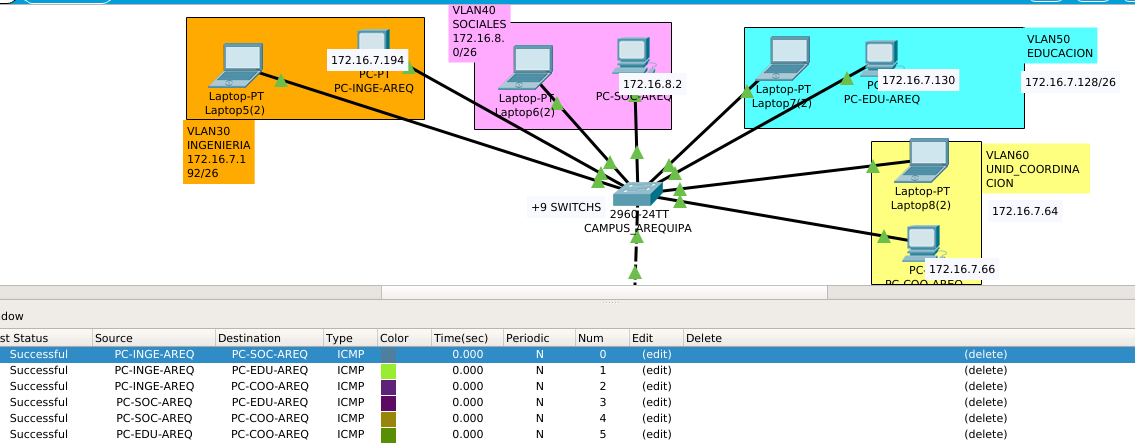 VLAN40
SOCIALES
172.16.8.
0/26
172.16.7.194
PC-PT
PC-INGE-AREQ
Laptop-PT
Laptop5(2)
VLAN30
INGENIERIA
172.16.7.1
92/26
172.16.8.2
Laptop-PT
Laptop6(2)
VLAN50
EDUCACION
172.16.7.128/26
172.16.7.130
Laptop-PT
Laptop7(2)
PC-EDU-AREQ
VLAN60
UNID_COORDINA
CION
172.16.7.64
Laptop-PT
Laptop8(2)
172.16.7.66
PC-COO-AREQ
+9 SWITCHS
2960-24TT
CAMPUS_AREQUIPA
dow
st Status Source Destination Type Color Time(sec) Periodic Num Edit Delete
Successful PC-INGE-AREQ PC-SOC-AREQ ICMP 0.000 N 0 (edit) (delete)
Successful PC-INGE-AREQ PC-EDU-AREQ ICMP 0.000 N 1 (edit) (delete)
Successful PC-INGE-AREQ PC-COO-AREQ ICMP 0.000 N 2 (edit) (delete)
Successful PC-SOC-AREQ PC-EDU-AREQ ICMP 0.000 N 3 (edit) (delete)
Successful PC-SOC-AREQ PC-COO-AREQ ICMP 0.000 N 4 (edit) (delete)
Successful PC-EDU-AREQ PC-COO-AREQ ICMP 0.000 N 5 (edit) (delete)